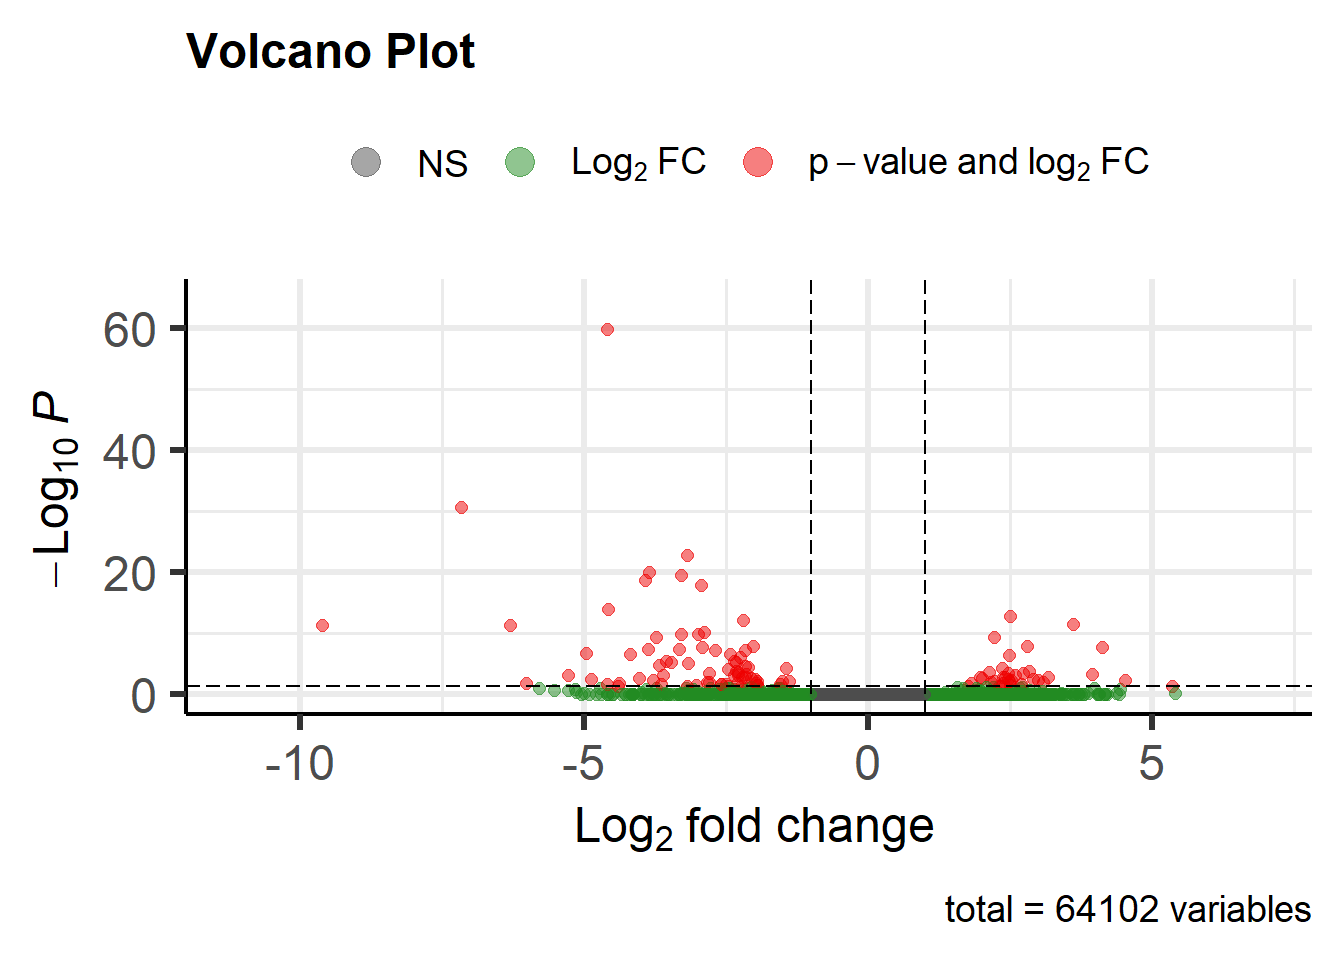 Volcano Plot
NS Log₂ FC p – value and log₂ FC
60
40
20
0
−Log₁₀ P
-10 -5 0 5
Log₂ fold change
total = 64102 variables